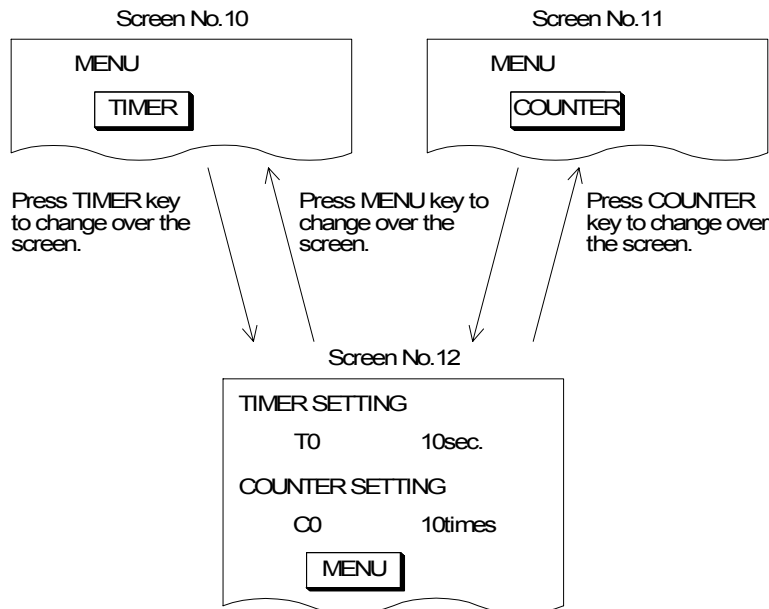 Screen No.10
MENU
TIMER
Screen No.11
MENU
COUNTER
Press TIMER key
to change over the
screen.
Press MENU key to
change over the
screen.
Press COUNTER
key to change over
the screen.
Screen No.12
TIMER SETTING
T0 10sec.
COUNTER SETTING
C0 10times
MENU